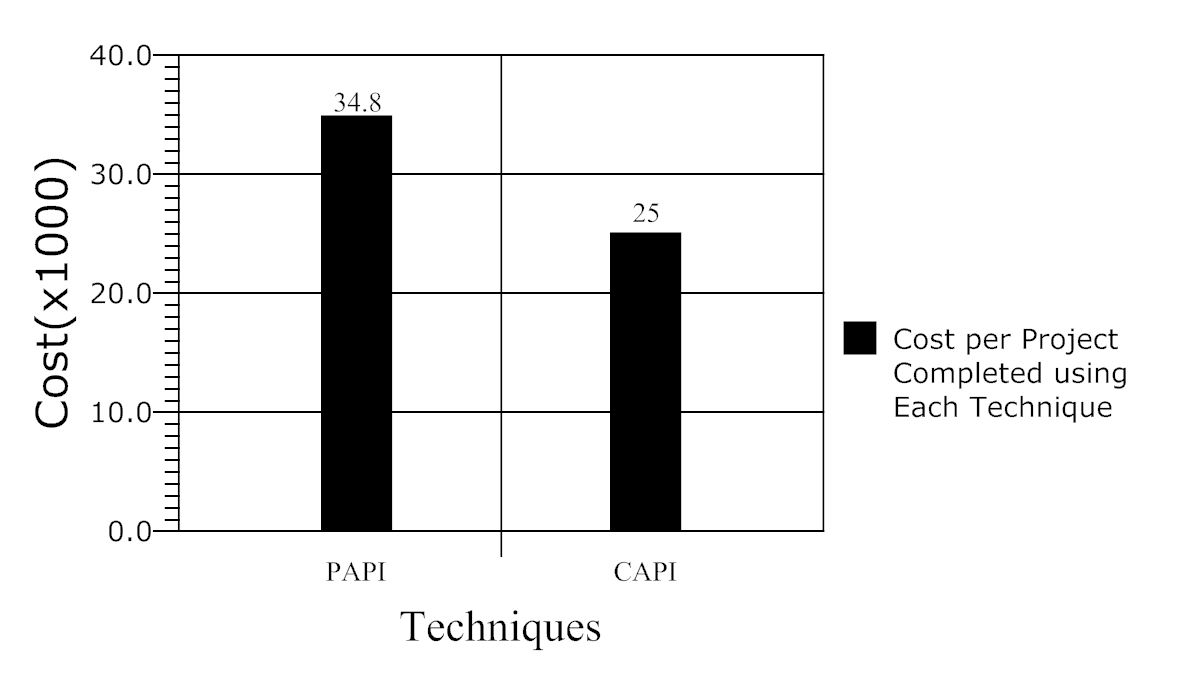 40.0
30.0
20.0
10.0
0.0
Cost(x1000)
34.8
25
PAPI
CAPI
Techniques
Cost per Project
Completed using
Each Technique